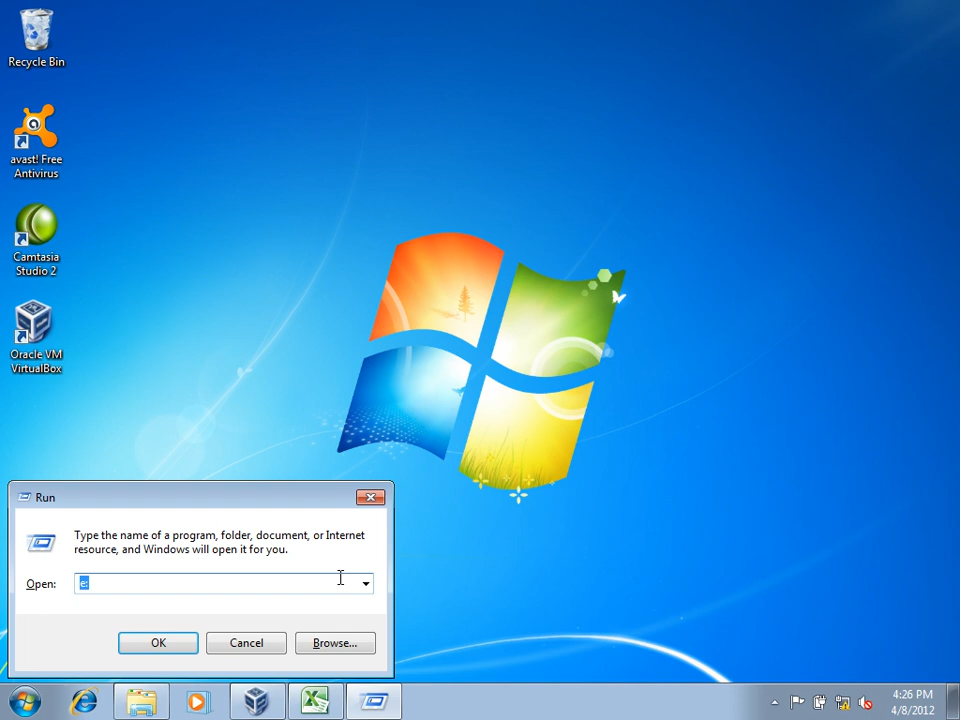 Recycle Bin
avast! Free
Antivirus
Camtasia
Studio 2
Oracle VM
VirtualBox
Run
Type the name of a program, folder, document, or Internet
resource, and Windows will open it for you.
Open:
e:
OK
Cancel
Browse...
4:26 PM
4/8/2012